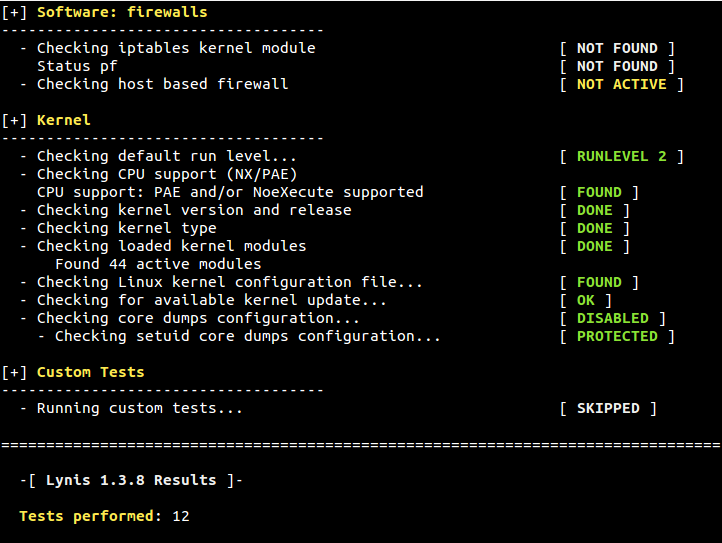 [+] Software: firewalls
------------------------------------
- Checking iptables kernel module [ NOT FOUND ]
Status pf [ NOT FOUND ]
- Checking host based firewall [ NOT ACTIVE ]
[+] Kernel
------------------------------------
- Checking default run level... [ RUNLEVEL 2 ]
- Checking CPU support (NX/PAE)
CPU support: PAE and/or NoeXecute supported [ FOUND ]
- Checking kernel version and release [ DONE ]
- Checking kernel type [ DONE ]
- Checking loaded kernel modules [ DONE ]
Found 44 active modules
- Checking Linux kernel configuration file... [ FOUND ]
- Checking for available kernel update... [ OK ]
- Checking core dumps configuration... [ DISABLED ]
- Checking setuid core dumps configuration... [ PROTECTED ]
[+] Custom Tests
------------------------------------
- Running custom tests... [ SKIPPED ]
================================================================================
-[ Lynis 1.3.8 Results ]-
Tests performed: 12